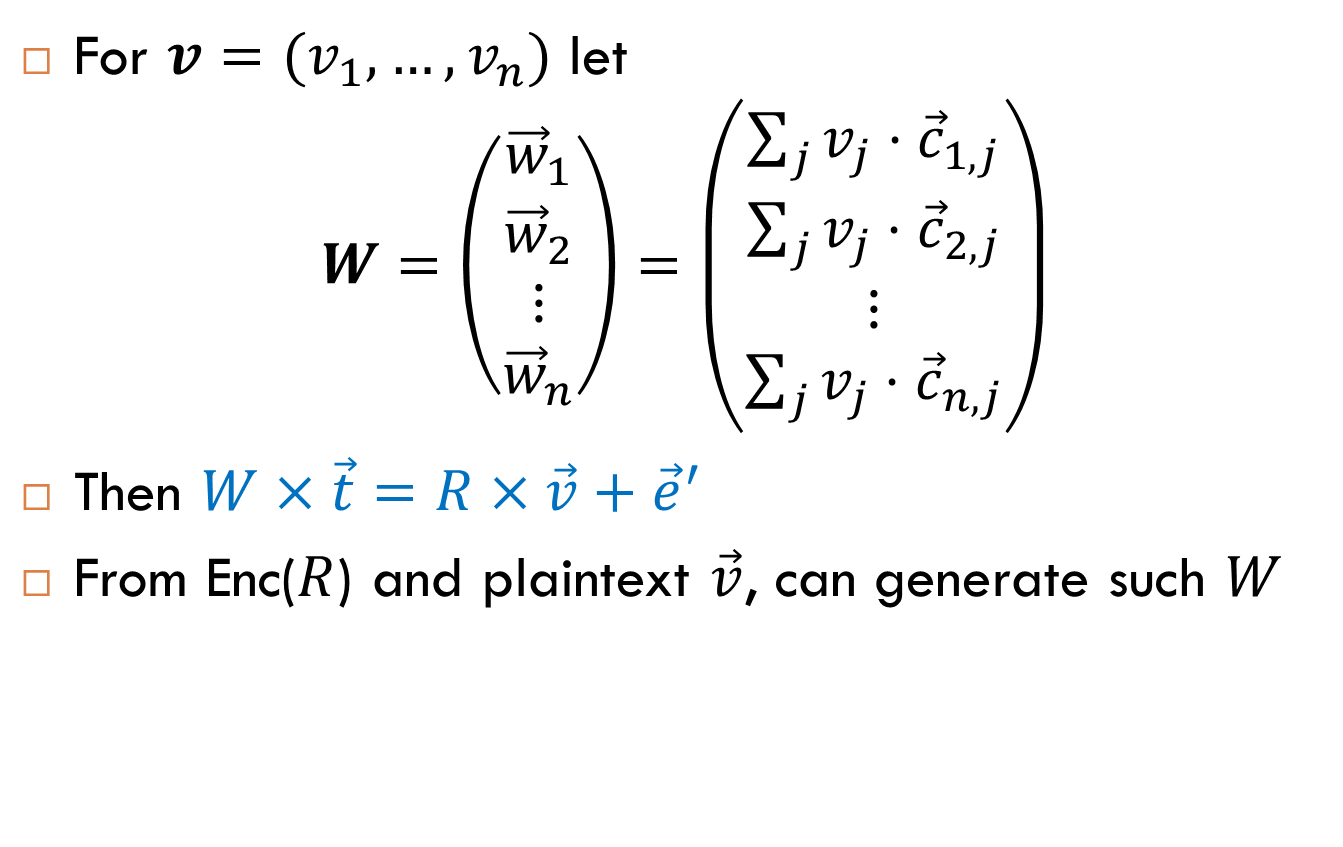 □ For 𝒗 = (v₁, … , vₙ) let
𝑾 = (w⃗₁ w⃗₂ ⋮ w⃗ₙ) = (∑ⱼ vⱼ · c⃗₁,ⱼ ∑ⱼ vⱼ · c⃗₂,ⱼ ⋮ ∑ⱼ vⱼ · c⃗ₙ,ⱼ)
□ Then W × t⃗ = R × v⃗ + e⃗′
□ From Enc(R) and plaintext v⃗, can generate such W